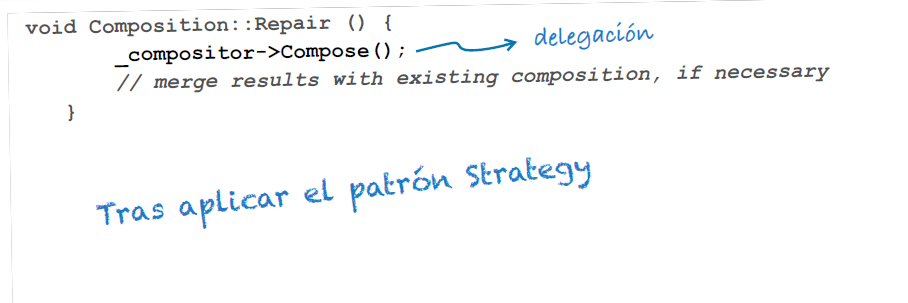 void Composition::Repair () {
_compositor->Compose(); delegación
// merge results with existing composition, if necessary
}
Tras aplicar el patrón Strategy